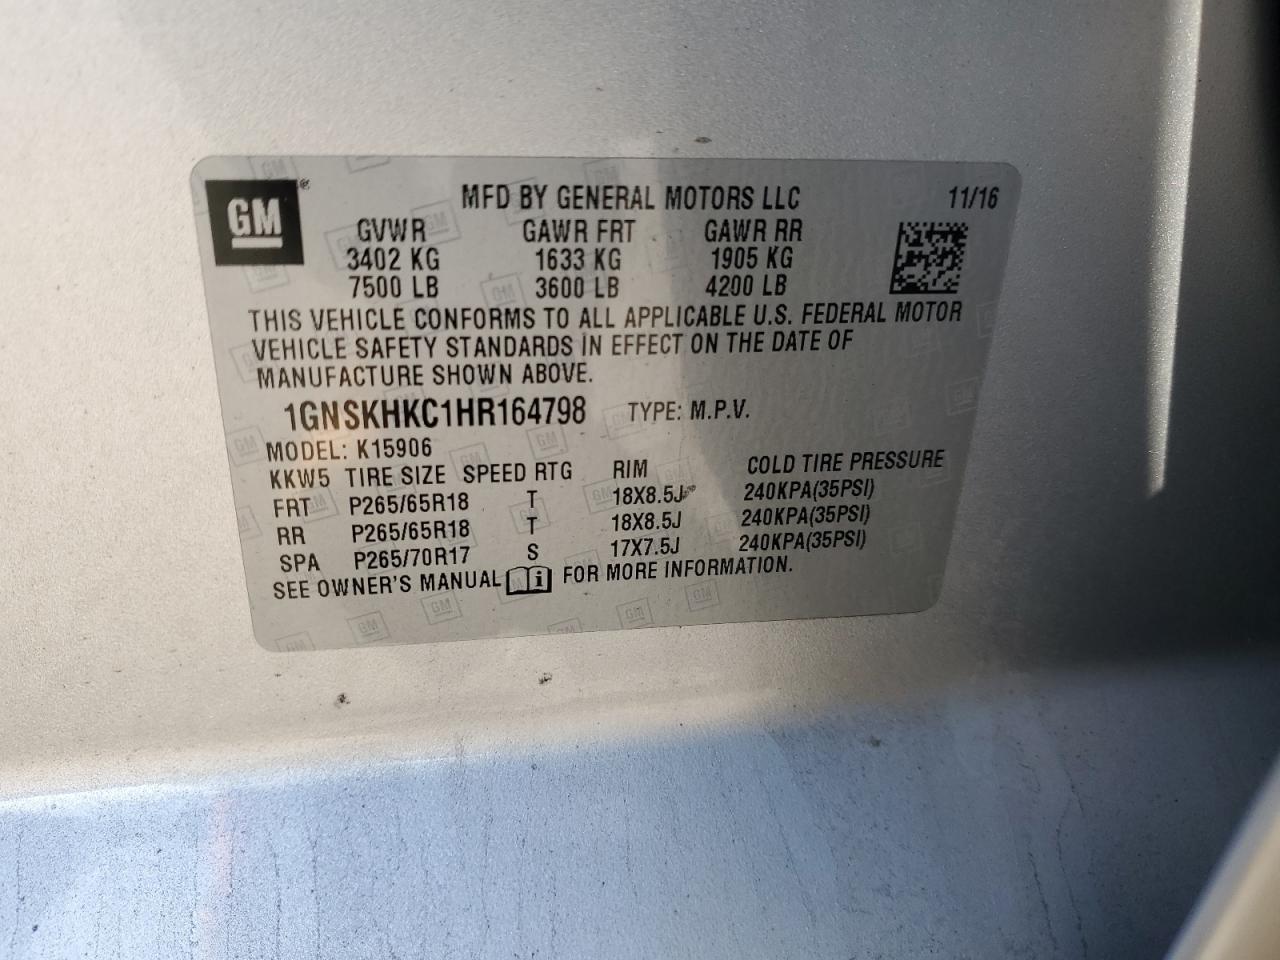 GM®
MFD BY GENERAL MOTORS LLC 11/16
GVWR GAWR FRT GAWR RR
3402 KG 1633 KG 1905 KG
7500 LB 3600 LB 4200 LB
THIS VEHICLE CONFORMS TO ALL APPLICABLE U.S. FEDERAL MOTOR
VEHICLE SAFETY STANDARDS IN EFFECT ON THE DATE OF
MANUFACTURE SHOWN ABOVE.
1GNSKHKC1HR164798 TYPE: M.P.V.
MODEL: K15906
KKW5 TIRE SIZE SPEED RTG RIM COLD TIRE PRESSURE
FRT P265/65R18 T 18X8.5J 240KPA(35PSI)
RR P265/65R18 T 18X8.5J 240KPA(35PSI)
SPA P265/70R17 S 17X7.5J 240KPA(35PSI)
SEE OWNER'S MANUAL i FOR MORE INFORMATION.